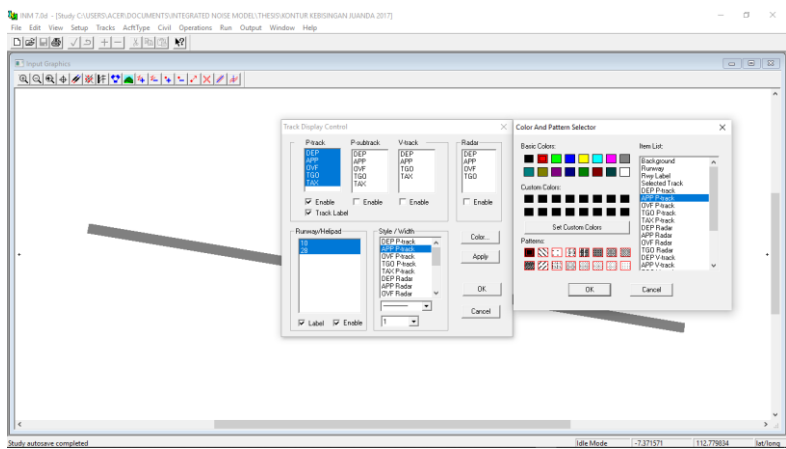 INM 7.0d - [Study C:\USERS\ACER\DOCUMENTS\INTEGRATED NOISE MODEL\THESIS\KONTUR KEBISINGAN JUANDA 2017]
File Edit View Setup Tracks AcftType Civil Operations Run Output Window Help
Input Graphics
Track Display Control
P-track P-subtrack V-track Radar
DEP DEP DEP DEP
APP APP APP APP
OVF OVF TGO OVF
TGO TGO TAX TGO
TAX TAX
Enable Enable Enable Enable
Track Label
Runway/Helipad
10
28
Label Enable
Style / Width
DEP P-track
APP P-track
OVF P-track
TGO P-track
TAX P-track
DEP Radar
APP Radar
OVF Radar
1
Color...
Apply
OK
Cancel
Color And Pattern Selector
Basic Colors:
Custom Colors:
Set Custom Colors
Patterns:
Item List:
Background
Runway
Rwy Label
Selected Track
DEP P-track
APP P-track
OVF P-track
TGO P-track
TAX P-track
DEP Radar
APP Radar
OVF Radar
TGO Radar
DEP V-track
APP V-track
OK Cancel
Study autosave completed
Idle Mode -7.371571 112.779834 lat/long